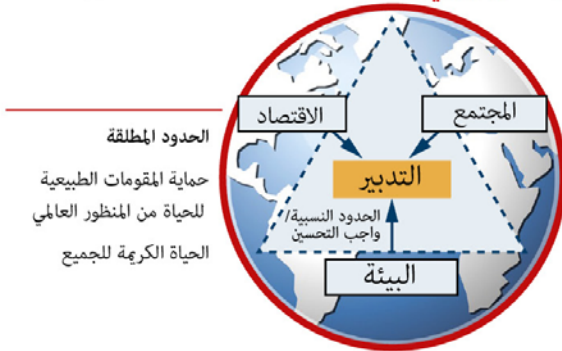 المجتمع
الاقتصاد
التدبير
الحدود النسبية/
واجب التحسين
البيئة
الحدود المطلقة
حماية المقومات الطبيعية
للحياة من المنظور العالمي
الحياة الكريمة للجميع